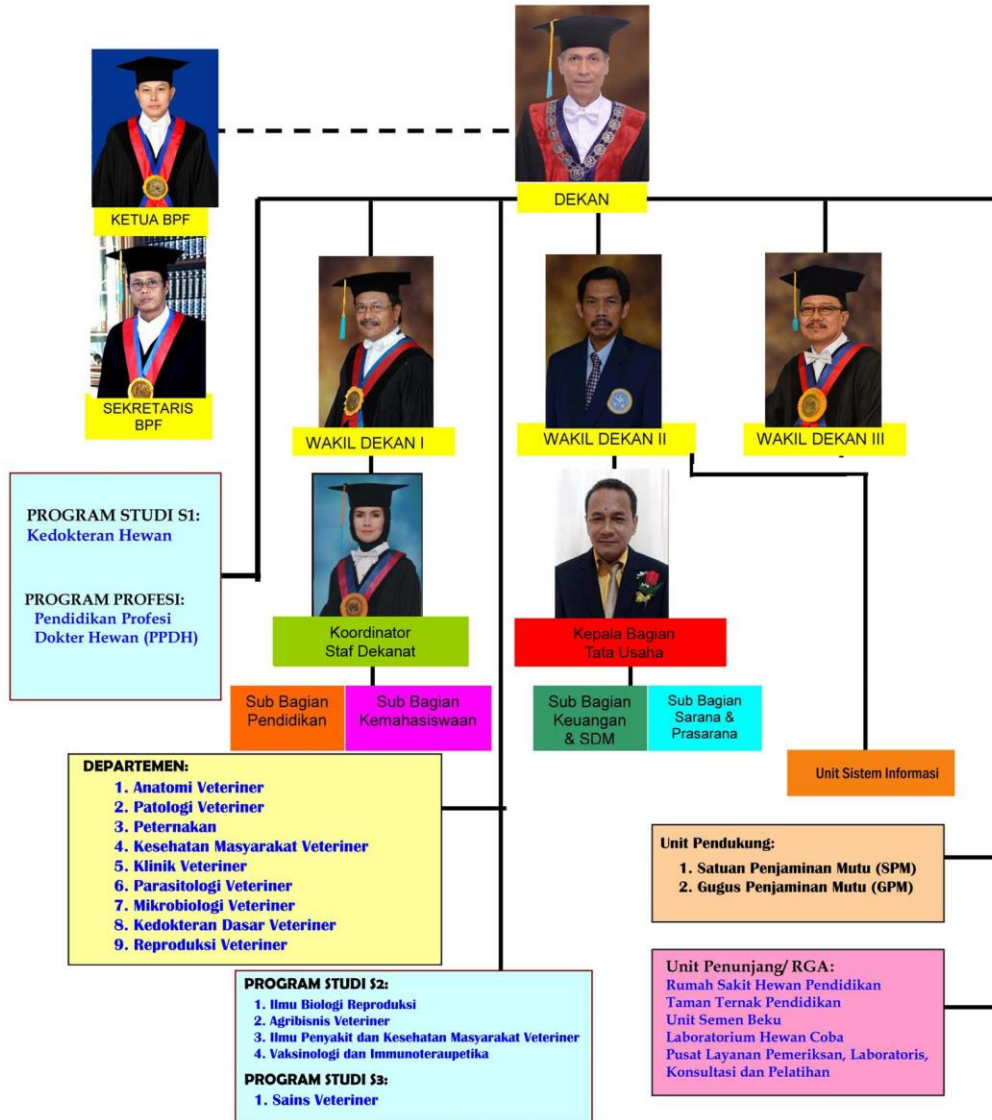 DEKAN
KETUA BPF
SEKRETARIS
BPF
WAKIL DEKAN I
WAKIL DEKAN II
WAKIL DEKAN III
PROGRAM STUDI S1:
Kedokteran Hewan
PROGRAM PROFESI:
Pendidikan Profesi
Dokter Hewan (PPDH)
Koordinator
Staf Dekanat
Kepala Bagian
Tata Usaha
Sub Bagian
Pendidikan
Sub Bagian
Kemahasiswaan
Sub Bagian
Keuangan
& SDM
Sub Bagian
Sarana &
Prasarana
Unit Sistem Informasi
DEPARTEMEN:
1. Anatomi Veteriner
2. Patologi Veteriner
3. Peternakan
4. Kesehatan Masyarakat Veteriner
5. Klinik Veteriner
6. Parasitologi Veteriner
7. Mikrobiologi Veteriner
8. Kedokteran Dasar Veteriner
9. Reproduksi Veteriner
Unit Pendukung:
1. Satuan Penjaminan Mutu (SPM)
2. Gugus Penjaminan Mutu (GPM)
PROGRAM STUDI S2:
1. Ilmu Biologi Reproduksi
2. Agribisnis Veteriner
3. Ilmu Penyakit dan Kesehatan Masyarakat Veteriner
4. Vaksinologi dan Immunoteraupetika
PROGRAM STUDI S3:
1. Sains Veteriner
Unit Penunjang/ RGA:
Rumah Sakit Hewan Pendidikan
Taman Ternak Pendidikan
Unit Semen Beku
Laboratorium Hewan Coba
Pusat Layanan Pemeriksan, Laboratoris,
Konsultasi dan Pelatihan